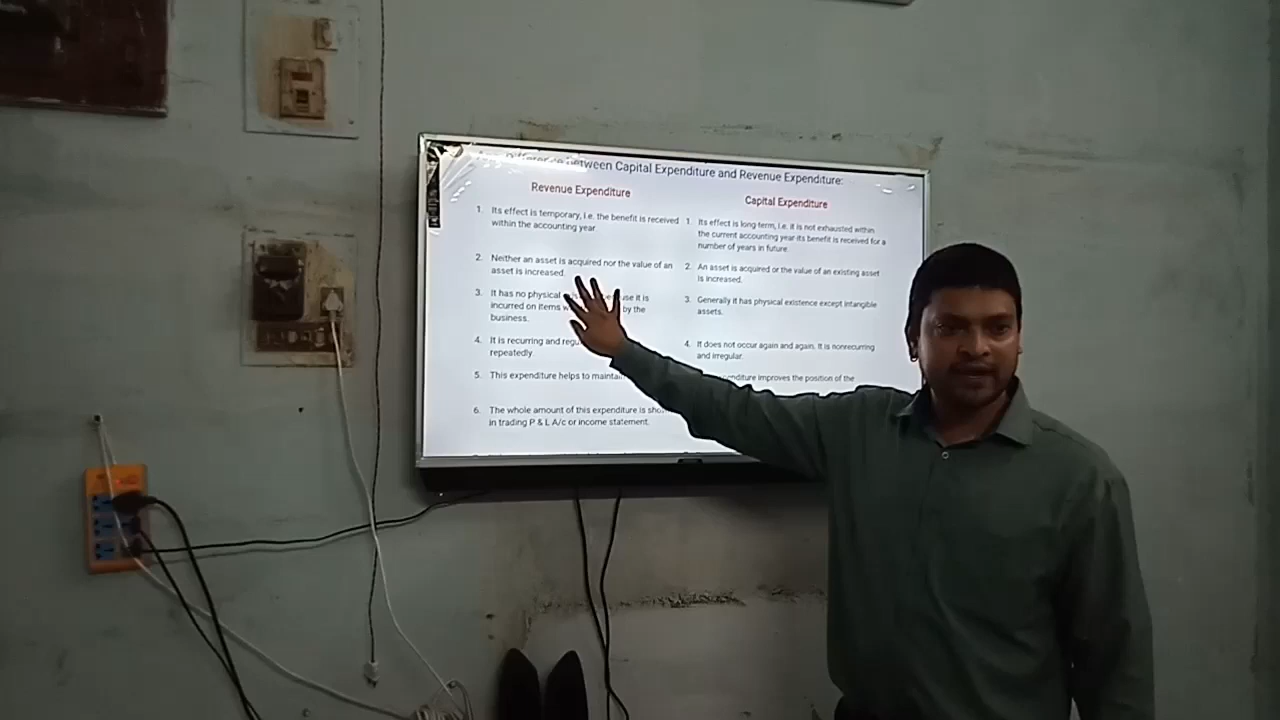 Between Capital Expenditure and Revenue Expenditure:
Revenue Expenditure
1. Its effect is temporary, i.e. the benefit is received
within the accounting year.
2. Neither an asset is acquired nor the value of an
asset is increased.
3. It has no physical use it is
incurred on items by the
business.
4. It is recurring and
repeatedly.
5. This expenditure helps to
6. The whole amount of this expenditure is
in trading P & L A/c or income statement.
Capital Expenditure
1. Its effect is long-term, i.e. it is not exhausted within
the current accounting year its benefit is received for a
number of years in future.
2. An asset is acquired or the value of an existing asset
is increased.
3. Generally it has physical existence except intangible
assets.
4. It does not occur again and again. It is nonrecurring
and irregular.
improves the position of the